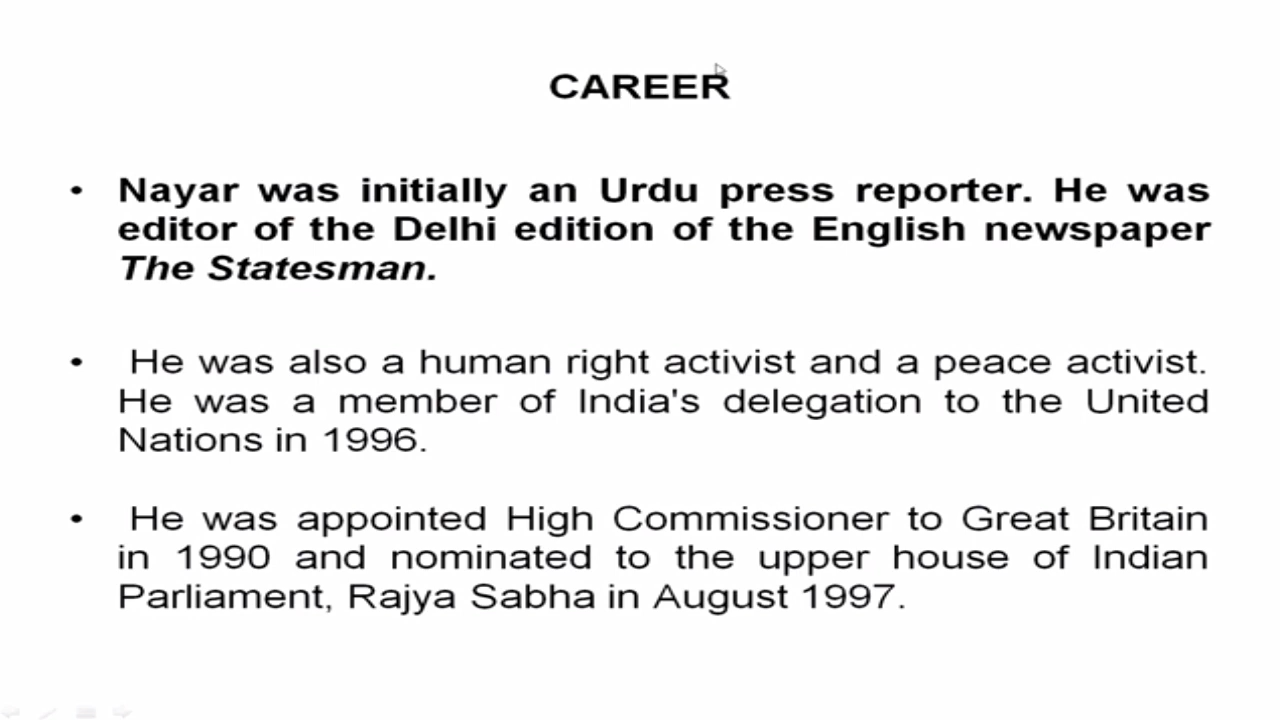 CAREER
• Nayar was initially an Urdu press reporter. He was
editor of the Delhi edition of the English newspaper
The Statesman.
• He was also a human right activist and a peace activist.
He was a member of India's delegation to the United
Nations in 1996.
• He was appointed High Commissioner to Great Britain
in 1990 and nominated to the upper house of Indian
Parliament, Rajya Sabha in August 1997.